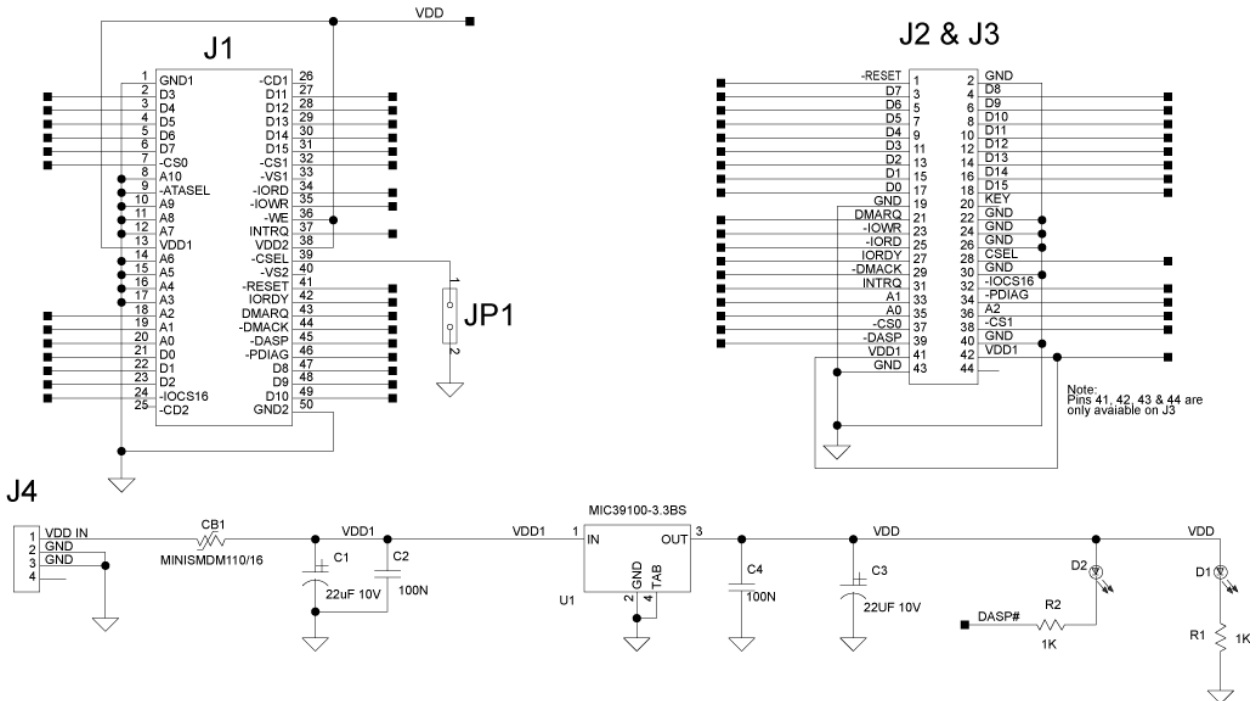 VDD
J1
1 GND1 -CD1 26
2 D3 D11 27
3 D4 D12 28
4 D5 D13 29
5 D6 D14 30
6 D7 D15 31
7 -CS0 -CS1 32
8 A10 -VS1 33
9 -ATASEL -IORD 34
10 A9 -IOWR 35
11 A8 -WE 36
12 A7 INTRQ 37
13 VDD1 VDD2 38
14 A6 -CSEL 39
15 A5 -VS2 40
16 A4 -RESET 41
17 A3 IORDY 42
18 A2 DMARQ 43
19 A1 -DMACK 44
20 A0 -DASP 45
21 D0 -PDIAG 46
22 D1 D8 47
23 D2 D9 48
24 -IOCS16 D10 49
25 -CD2 GND2 50
1
JP1
2
J2 & J3
-RESET 1 2 GND
D7 3 4 D8
D6 5 6 D9
D5 7 8 D10
D4 9 10 D11
D3 11 12 D12
D2 13 14 D13
D1 15 16 D14
D0 17 18 D15
GND 19 20 KEY
DMARQ 21 22 GND
-IOWR 23 24 GND
-IORD 25 26 GND
IORDY 27 28 CSEL
-DMACK 29 30 GND
INTRQ 31 32 -IOCS16
A1 33 34 -PDIAG
A0 35 36 A2
-CS0 37 38 -CS1
-DASP 39 40 GND
VDD1 41 42 VDD1
GND 43 44
Note:
Pins 41, 42, 43 & 44 are
only avaiable on J3
J4
1 VDD IN
2 GND
3 GND
4
CB1
MINISMDM110/16
VDD1
C1
22uF 10V
C2
100N
VDD1
MIC39100-3.3BS
1 IN OUT 3
GND TAB
2 4
U1
C4
100N
VDD
C3
22UF 10V
D2
DASP#
R2
1K
VDD
D1
R1 1K